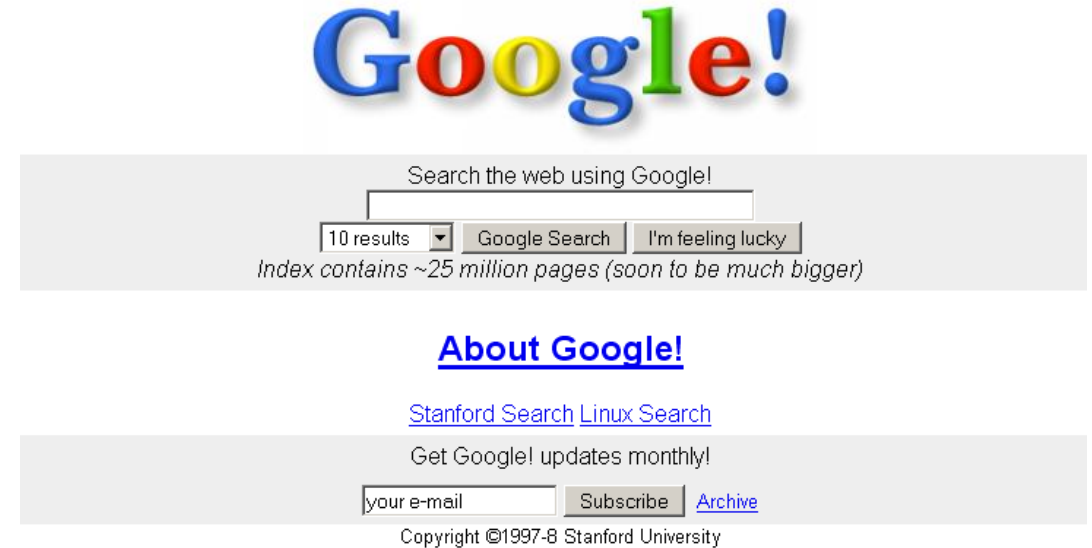 Google!
Search the web using Google!
10 results Google Search I'm feeling lucky
Index contains ~25 million pages (soon to be much bigger)
About Google!
Stanford Search Linux Search
Get Google! updates monthly!
your e-mail Subscribe Archive
Copyright ©1997-8 Stanford University